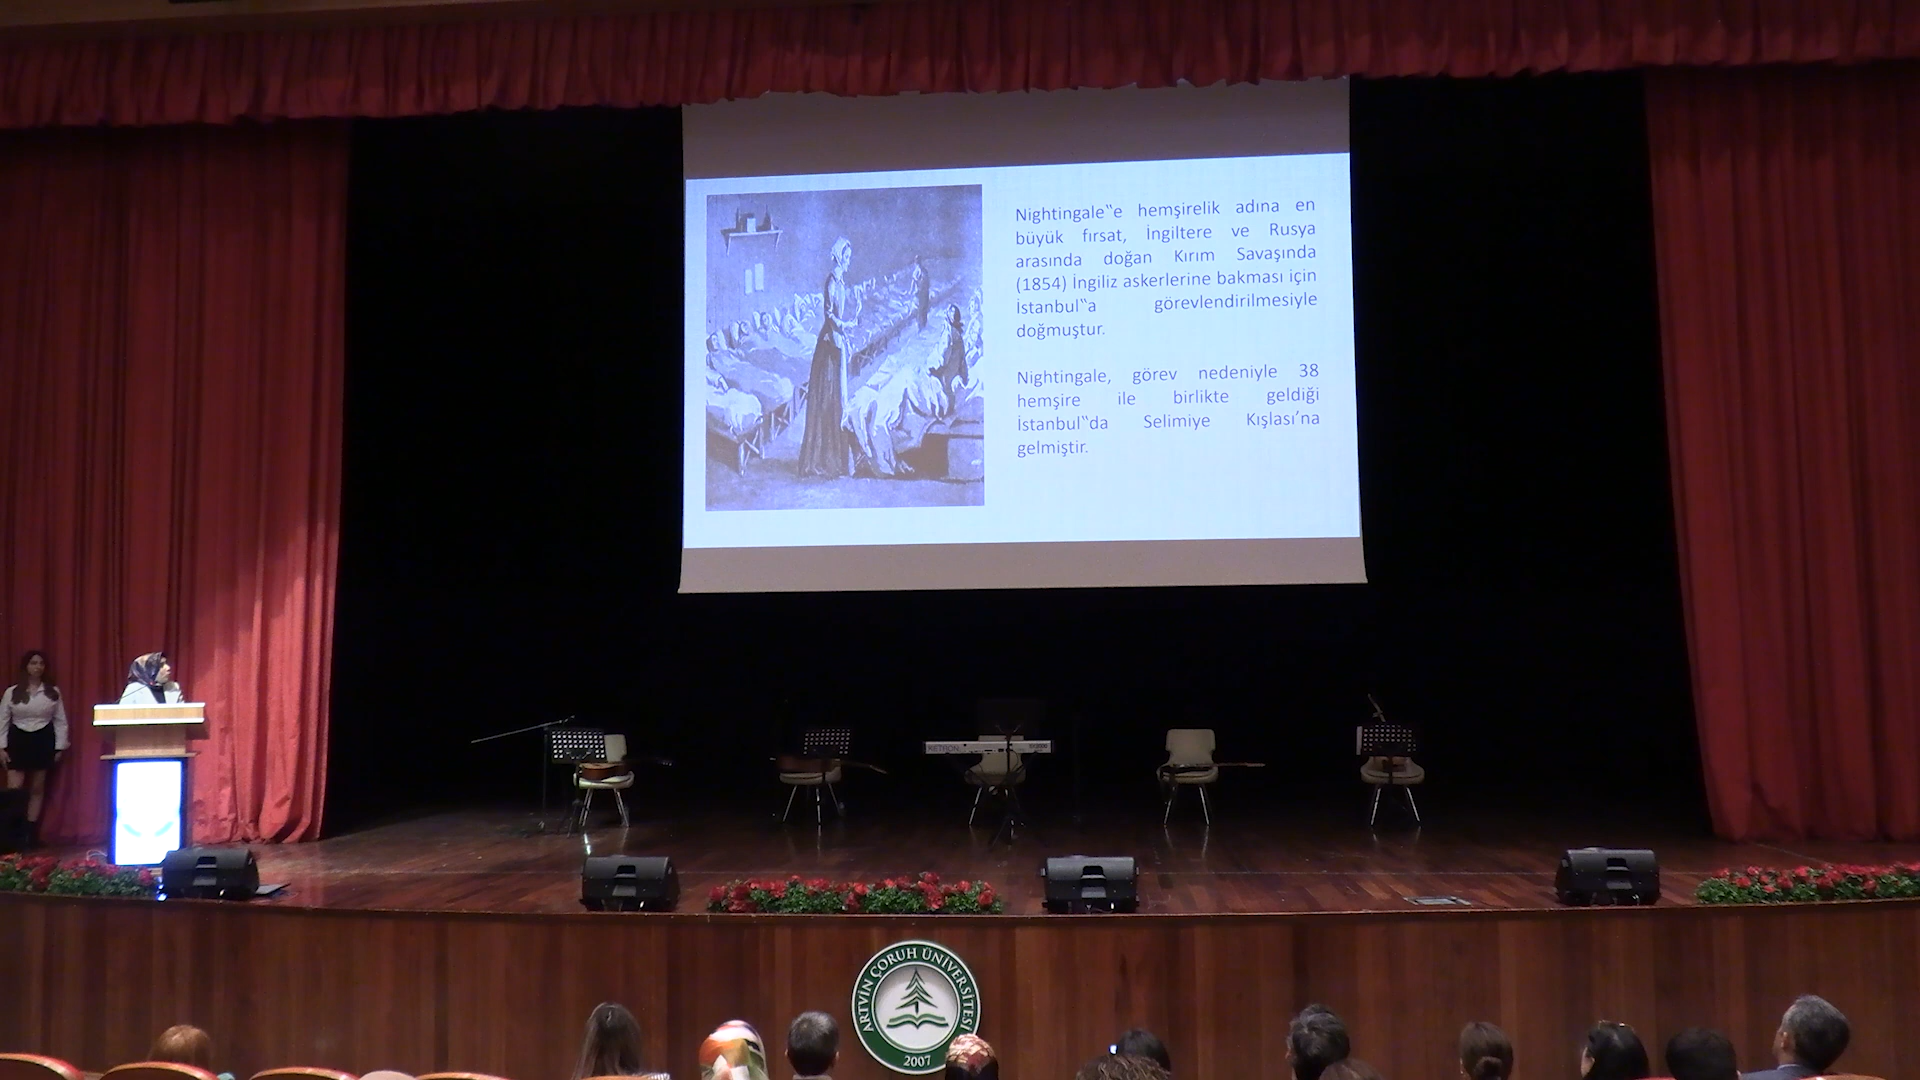 Nightingale‟e hemşirelik adına en
büyük fırsat, İngiltere ve Rusya
arasında doğan Kırım Savaşında
(1854) İngiliz askerlerine bakması için
İstanbul‟a görevlendirilmesiyle
doğmuştur.
Nightingale, görev nedeniyle 38
hemşire ile birlikte geldiği
İstanbul‟da Selimiye Kışlası’na
gelmiştir.
KETRON
ARTVİN ÇORUH ÜNİVERSİTESİ
2007